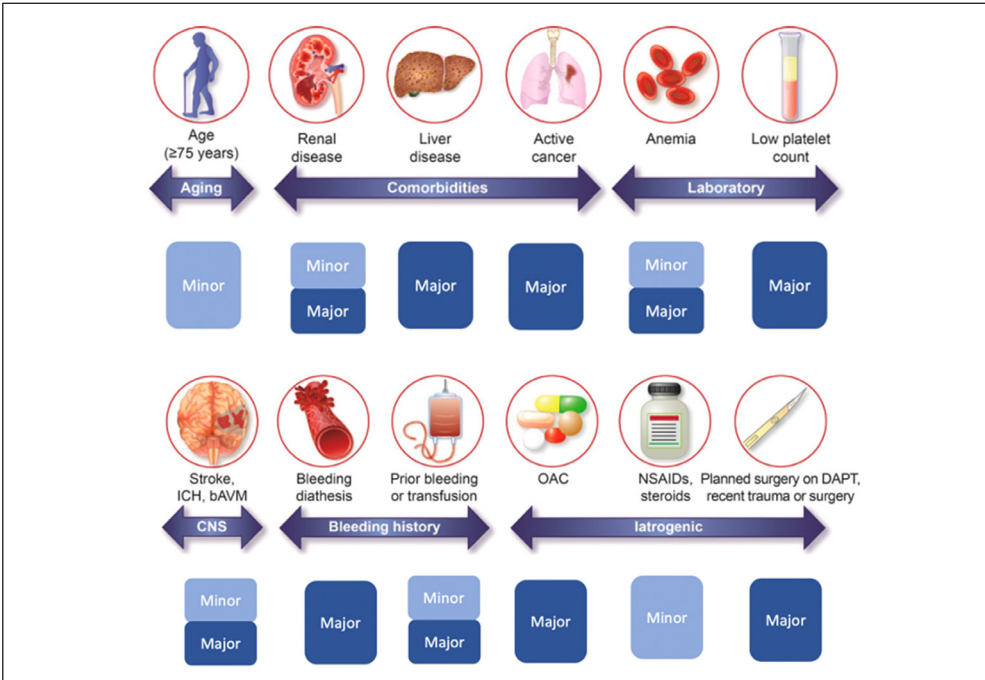 Age
(≥75 years)
Renal
disease
Liver
disease
Active
cancer
Anemia
Low platelet
count
Aging
Comorbidities
Laboratory
Minor
Minor
Major
Major
Major
Minor
Major
Major
Stroke,
ICH, bAVM
Bleeding
diathesis
Prior bleeding
or transfusion
OAC
NSAIDs,
steroids
Planned surgery on DAPT,
recent trauma or surgery
CNS
Bleeding history
Iatrogenic
Minor
Major
Major
Minor
Major
Major
Minor
Major